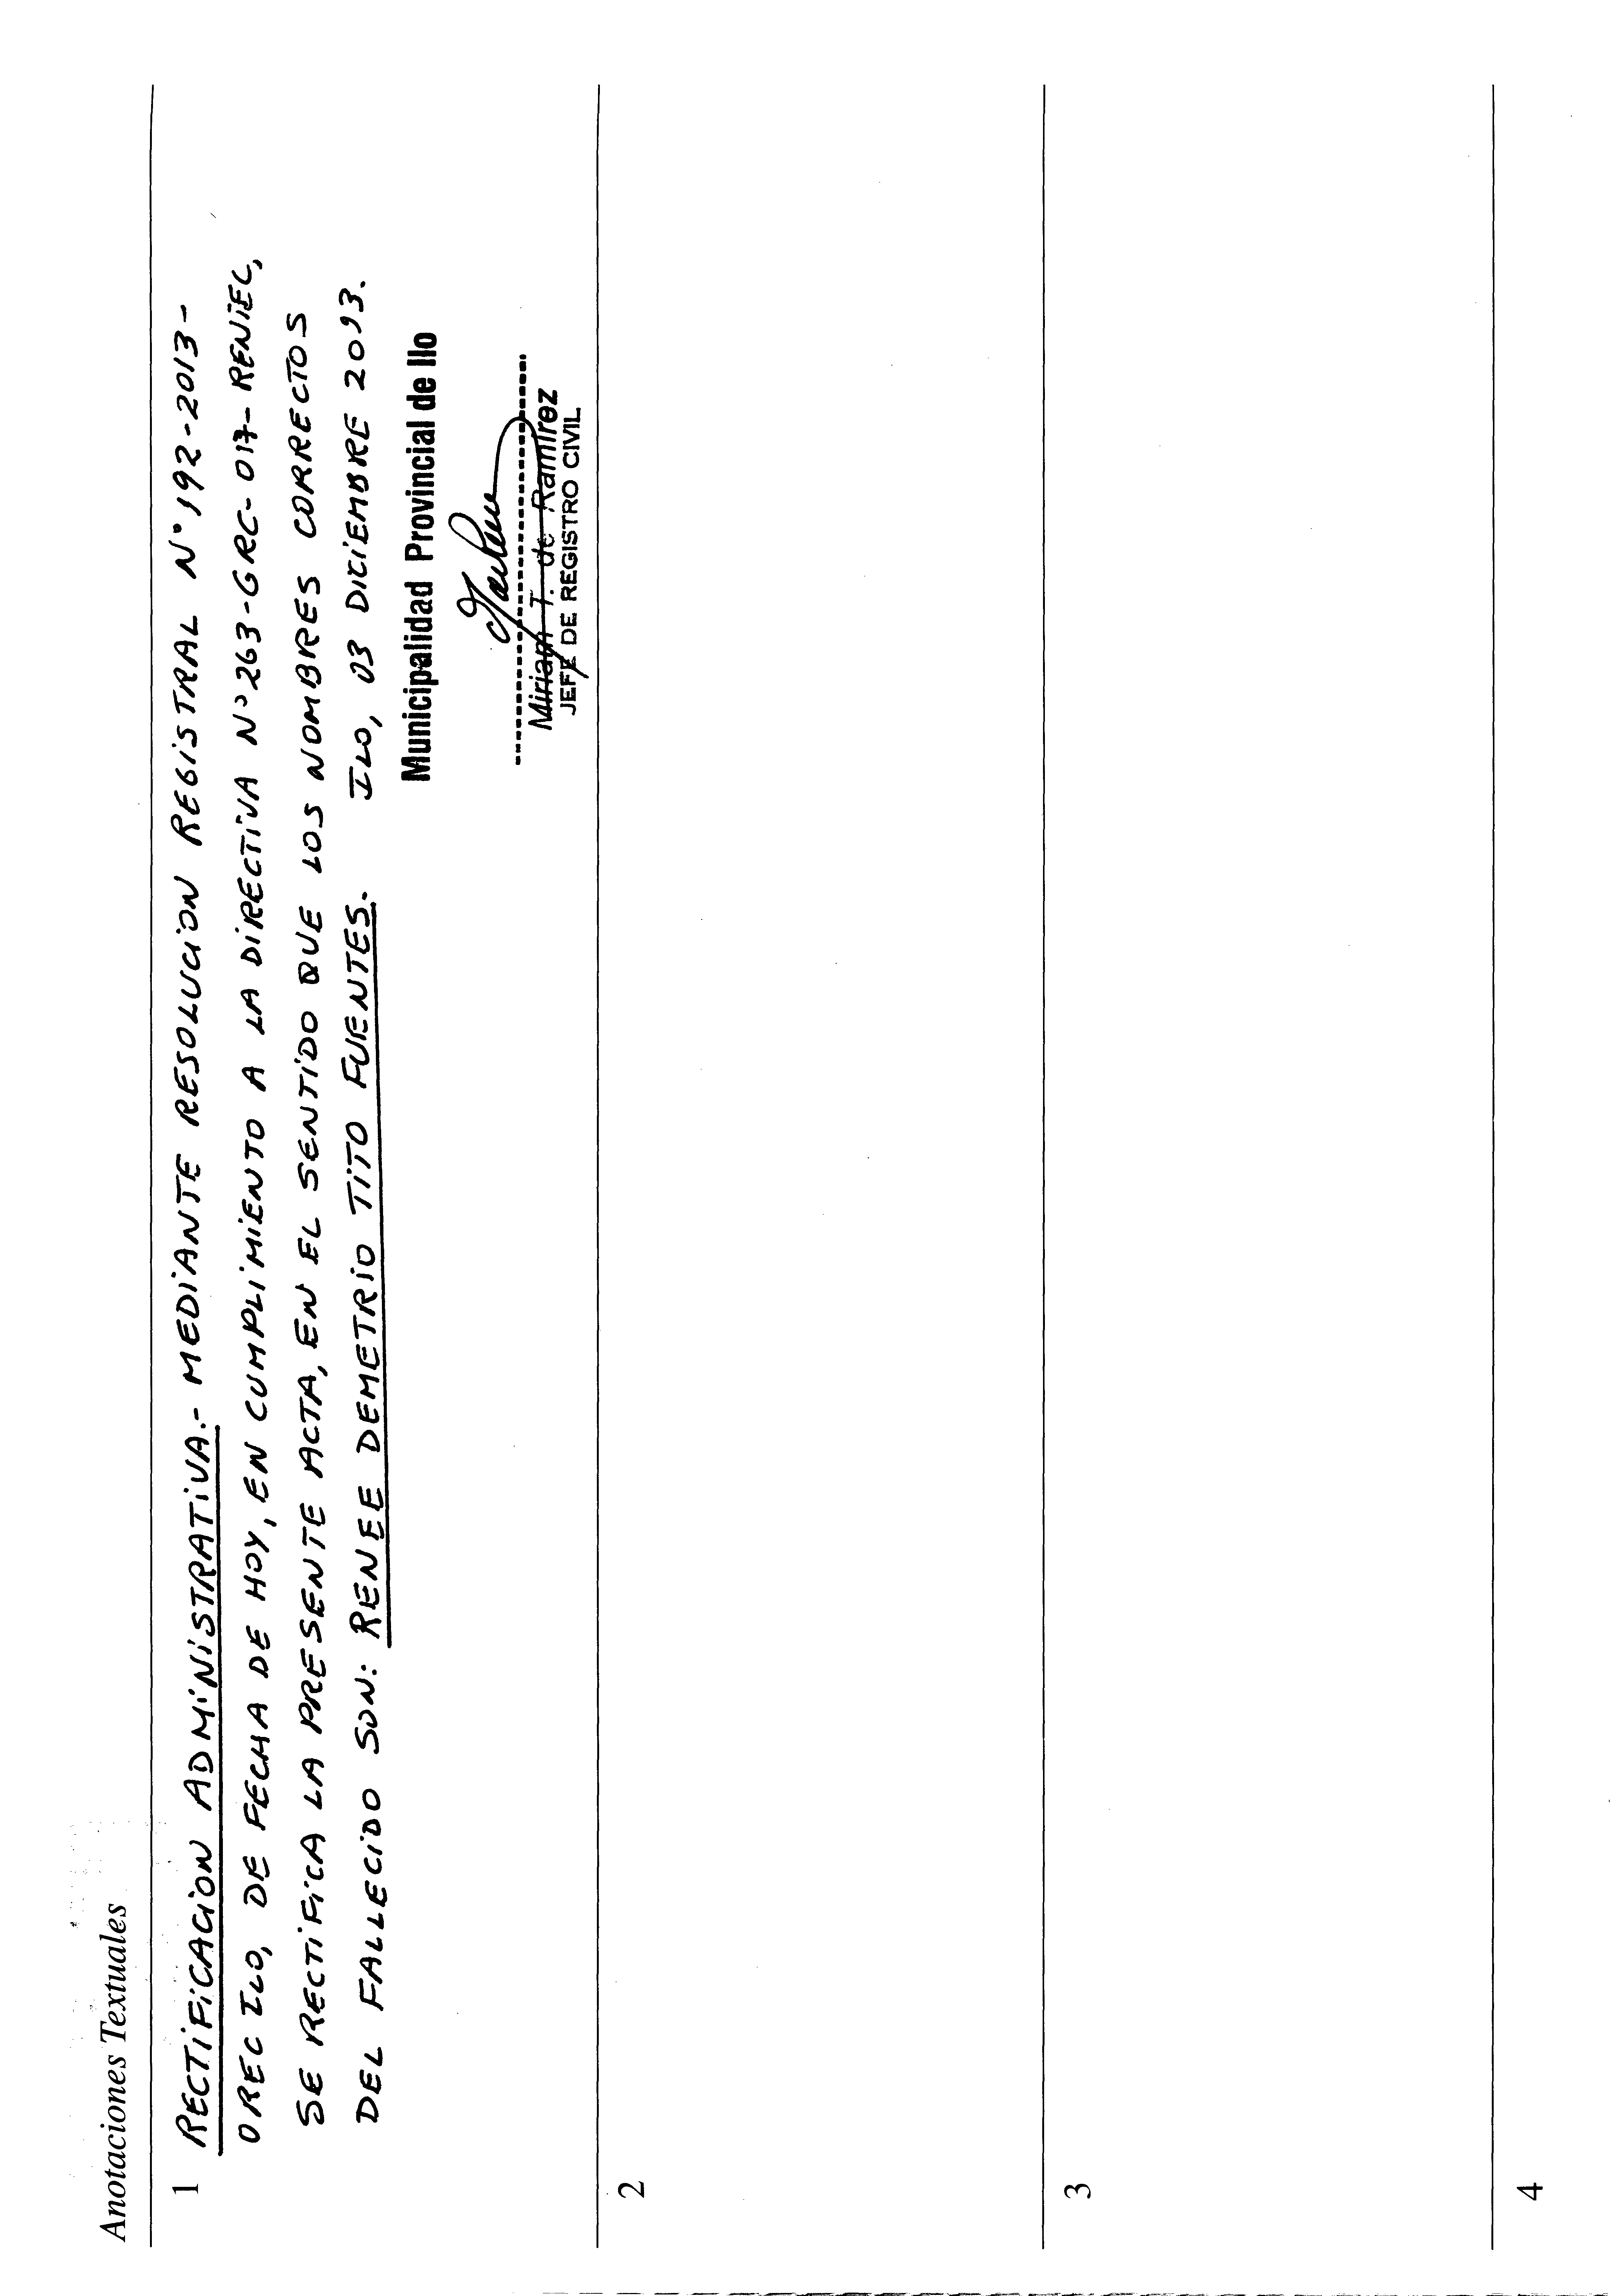 Anotaciones Textuales
1 RECTIFICACION ADMINISTRATIVA.- MEDIANTE RESOLUCION REGISTRAL N° 192-2013-
OREC ILO, DE FECHA DE HOY, EN CUMPLIMIENTO A LA DIRECTIVA N° 263-GRC-017-RENIEC,
SE RECTIFICA LA PRESENTE ACTA, EN EL SENTIDO QUE LOS NOMBRES CORRECTOS
DEL FALLECIDO SON: RENEE DEMETRIO TITO FUENTES. ILO, 03 DICIEMBRE 2013.
Municipalidad Provincial de Ilo
Miriam T. de Ramirez
JEFE DE REGISTRO CIVIL
2
3
4